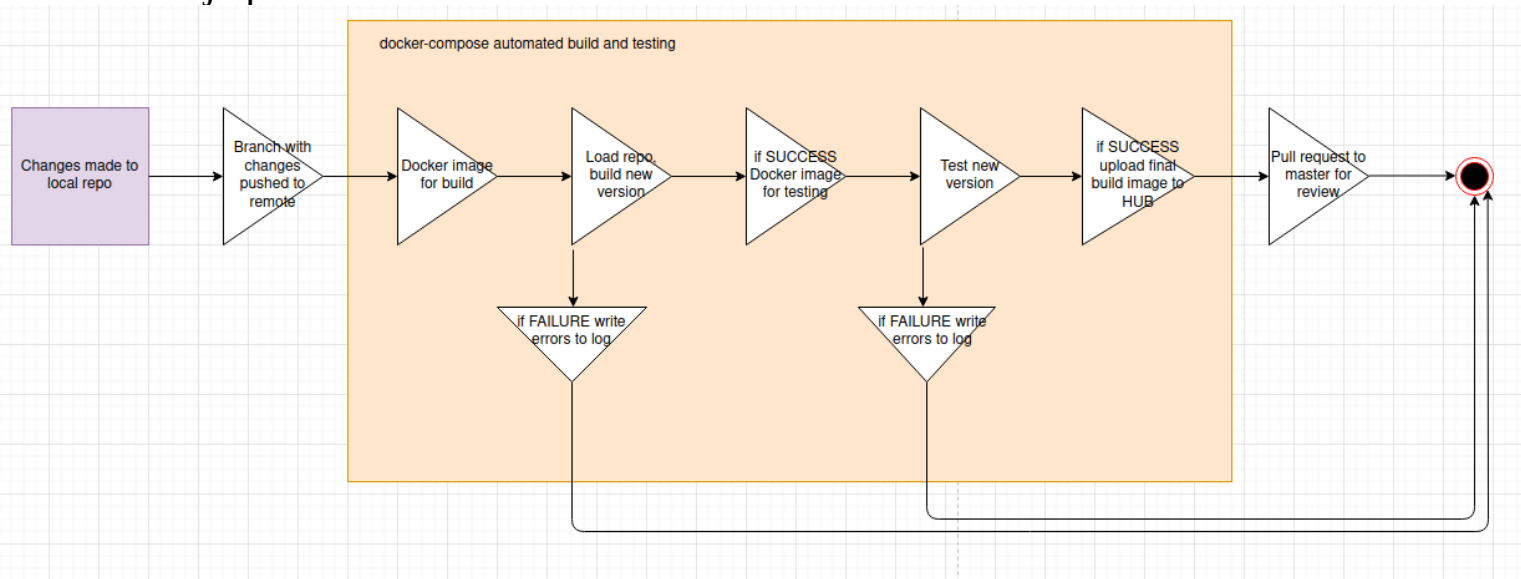 docker-compose automated build and testing
Changes made to
local repo
Branch with
changes
pushed to
remote
Docker image
for build
Load repo,
build new
version
if SUCCESS
Docker image
for testing
Test new
version
if SUCCESS
upload final
build image to
HUB
Pull request to
master for
review
if FAILURE write
errors to log
if FAILURE write
errors to log